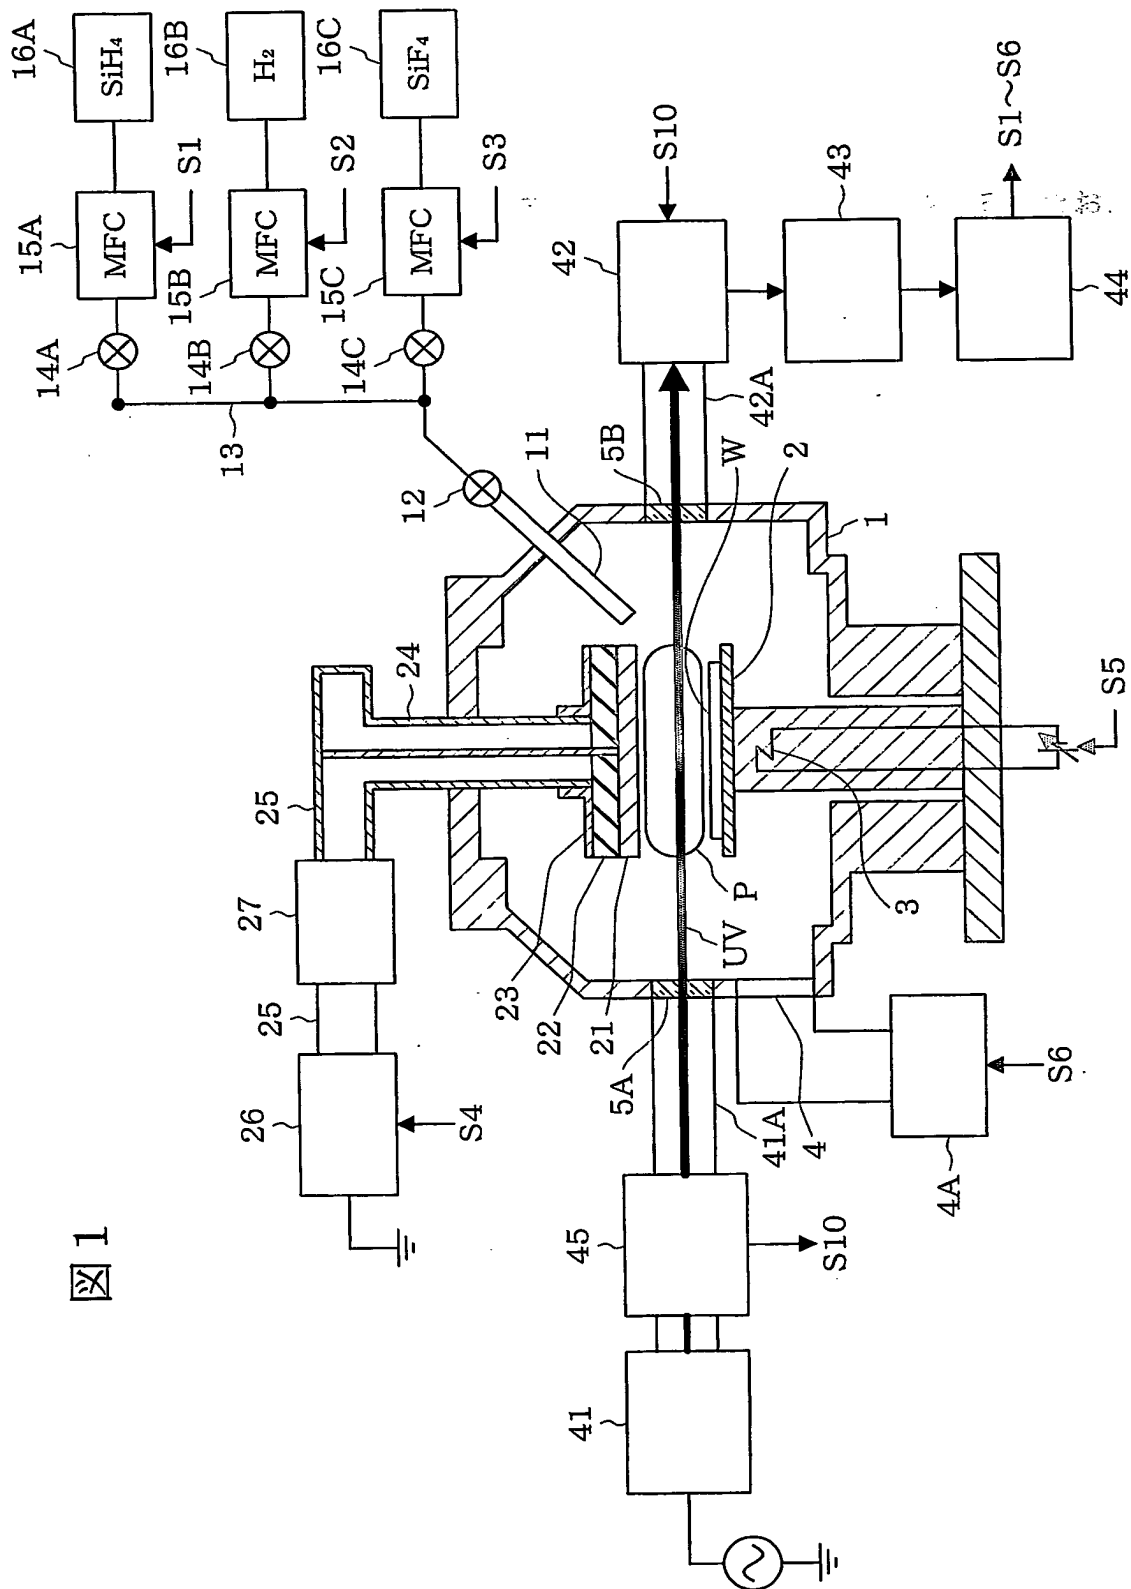 図 1
16A
SiH₄
16B
H₂
16C
SiF₄
15A
MFC
S1
15B
MFC
S2
15C
MFC
S3
14A
14B
14C
13
12
11
24
25
27
25
26
S4
23
22
21
5A
5B
42A
W
2
1
P
UV
3
S5
S10
42
43
44
S1～S6
41
45
S10
41A
4
4A
S6